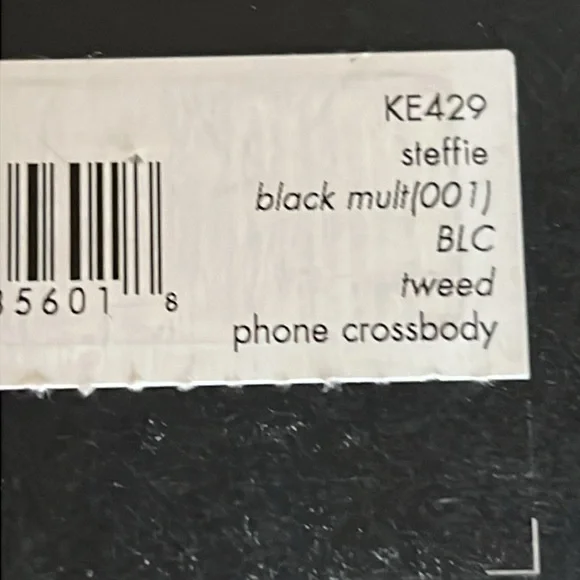 KE429
steffie
black mult(001)
BLC
tweed
phone crossbody
5601 8